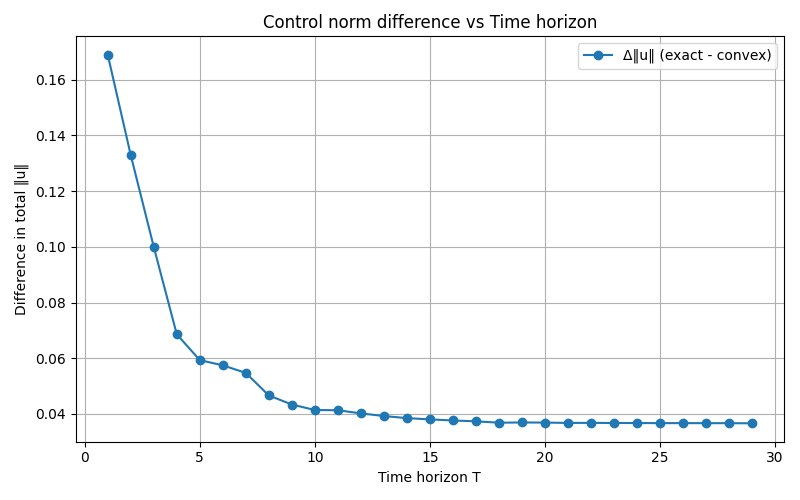 Control norm difference vs Time horizon
Δ‖u‖ (exact - convex)
Difference in total ‖u‖
0.16
0.14
0.12
0.10
0.08
0.06
0.04
0 5 10 15 20 25 30
Time horizon T